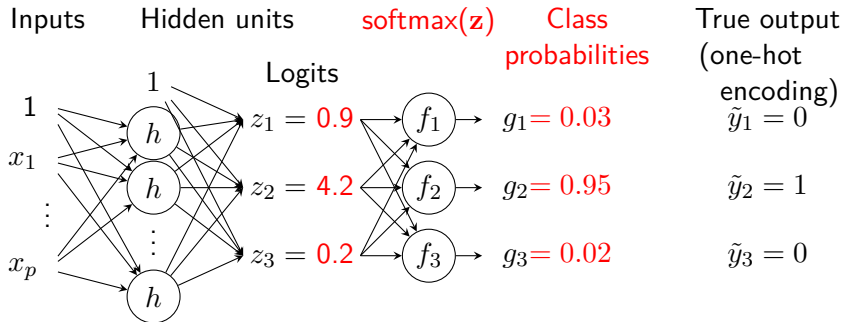 Inputs Hidden units softmax(z) Class probabilities True output (one-hot encoding)
1 Logits
1 z₁ = 0.9 f₁ g₁= 0.03 ỹ₁ = 0
h
x₁
h z₂ = 4.2 f₂ g₂= 0.95 ỹ₂ = 1
⋮ ⋮
xₚ z₃ = 0.2 f₃ g₃= 0.02 ỹ₃ = 0
h